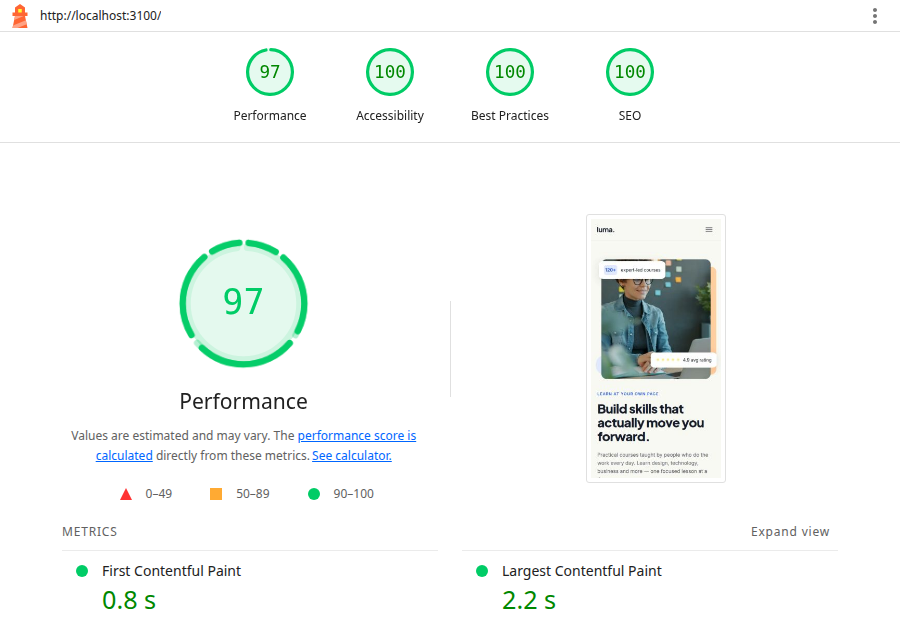 http://localhost:3100/
97
100
100
100
Performance
Accessibility
Best Practices
SEO
97
Performance
Values are estimated and may vary. The performance score is
calculated directly from these metrics. See calculator.
0–49
50–89
90–100
luma.
120+ expert-led courses
4.9 avg rating
LEARN AT YOUR OWN PACE
Build skills that
actually move you
forward.
Practical courses taught by people who do the
work every day. Learn design, technology,
business and more — one focused lesson at a
METRICS
Expand view
First Contentful Paint
0.8 s
Largest Contentful Paint
2.2 s